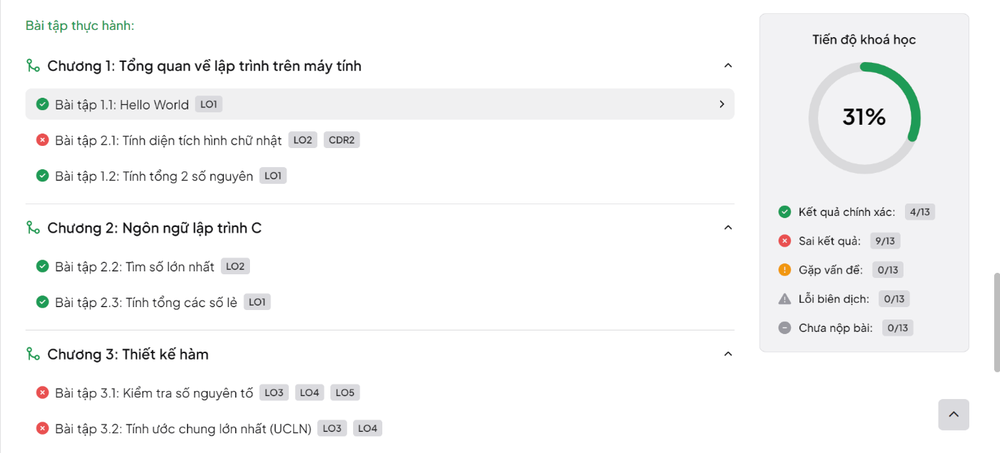 Bài tập thực hành:
Chương 1: Tổng quan về lập trình trên máy tính
Bài tập 1.1: Hello World LO1
Bài tập 2.1: Tính diện tích hình chữ nhật LO2 CDR2
Bài tập 1.2: Tính tổng 2 số nguyên LO1
Chương 2: Ngôn ngữ lập trình C
Bài tập 2.2: Tìm số lớn nhất LO2
Bài tập 2.3: Tính tổng các số lẻ LO1
Chương 3: Thiết kế hàm
Bài tập 3.1: Kiểm tra số nguyên tố LO3 LO4 LO5
Bài tập 3.2: Tính ước chung lớn nhất (UCLN) LO3 LO4
Tiến độ khoá học
31%
Kết quả chính xác: 4/13
Sai kết quả: 9/13
Gặp vấn đề: 0/13
Lỗi biên dịch: 0/13
Chưa nộp bài: 0/13